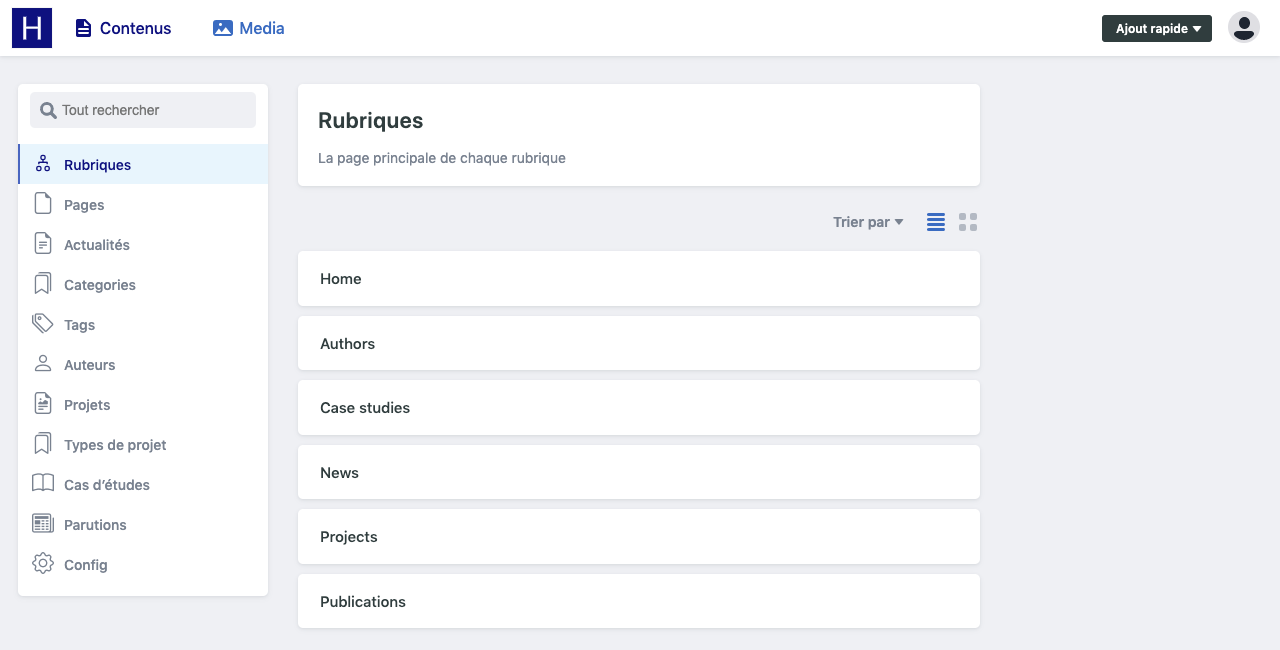 H
Contenus
Media
Ajout rapide
Tout rechercher
Rubriques
Pages
Actualités
Categories
Tags
Auteurs
Projets
Types de projet
Cas d’études
Parutions
Config
Rubriques
La page principale de chaque rubrique
Trier par
Home
Authors
Case studies
News
Projects
Publications